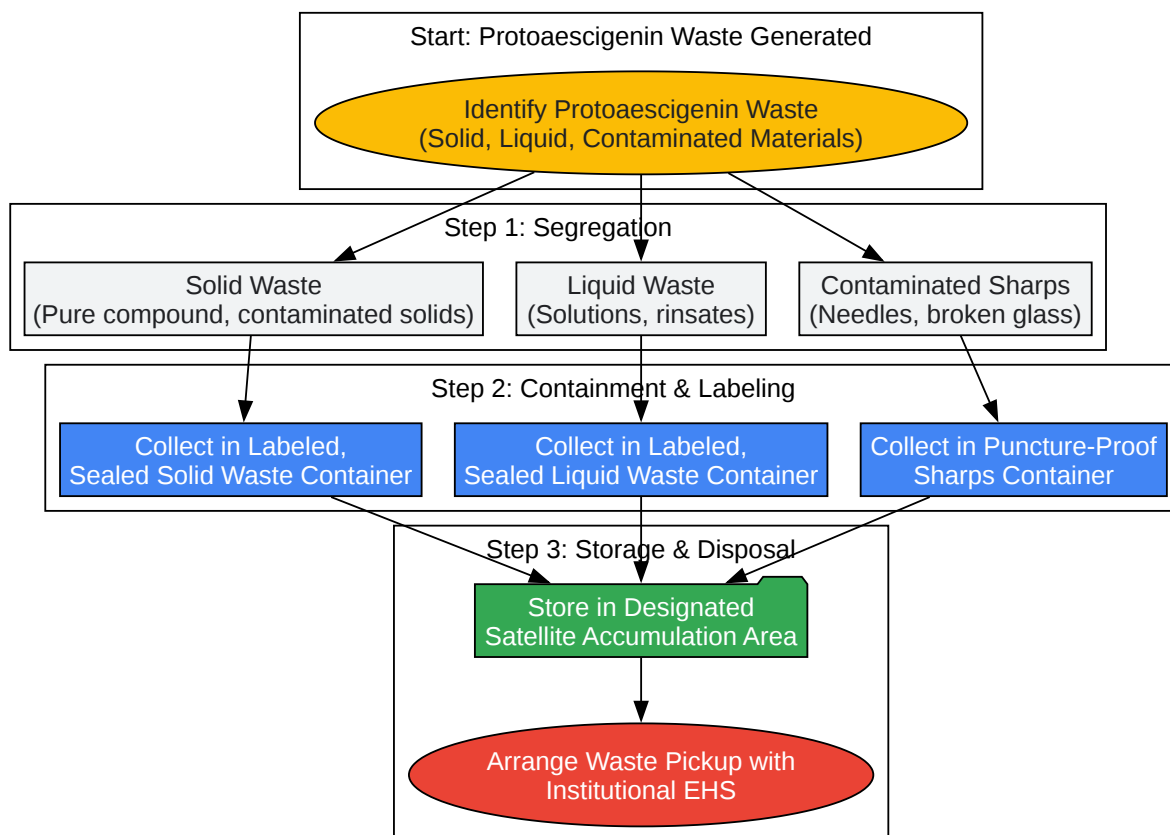 Start: Protoaescigenin Waste Generated
Identify Protoaescigenin Waste
(Solid, Liquid, Contaminated Materials)
Step 1: Segregation
Solid Waste
(Pure compound, contaminated solids)
Liquid Waste
(Solutions, rinsates)
Contaminated Sharps
(Needles, broken glass)
Step 2: Containment & Labeling
Collect in Labeled,
Sealed Solid Waste Container
Collect in Labeled,
Sealed Liquid Waste Container
Collect in Puncture-Proof
Sharps Container
Step 3: Storage & Disposal
Store in Designated
Satellite Accumulation Area
Arrange Waste Pickup with
Institutional EHS